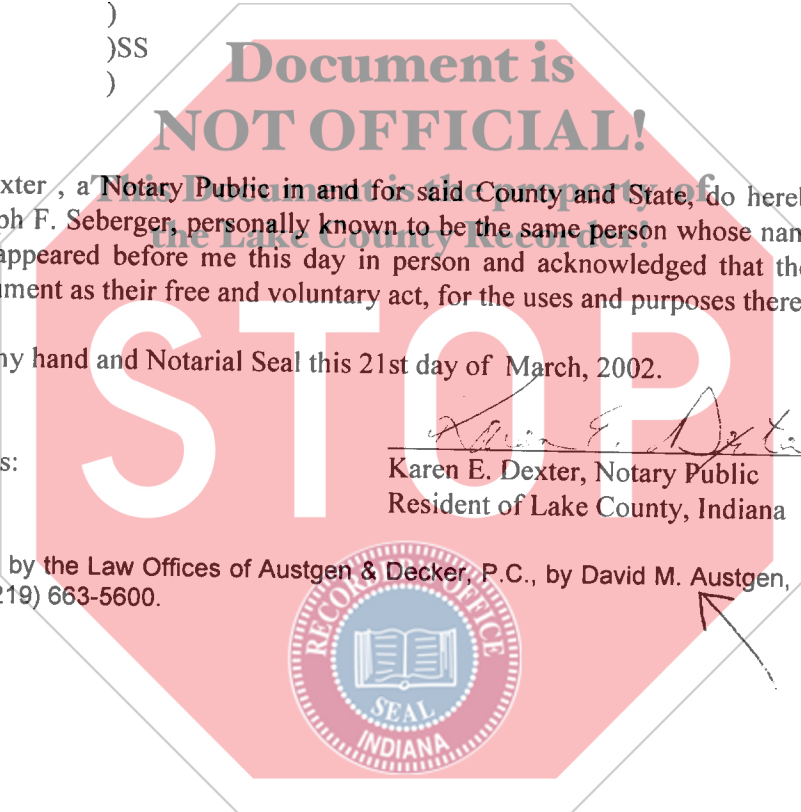 )
)SS
)
Document is
NOT OFFICIAL!
This Document is the property of
the Lake County Recorder!
xter , a Notary Public in and for said County and State, do hereb
ph F. Seberger, personally known to be the same person whose nam
appeared before me this day in person and acknowledged that the
ument as their free and voluntary act, for the uses and purposes there
ny hand and Notarial Seal this 21st day of March, 2002.
STOP
Karen E. Dexter
s:
Karen E. Dexter, Notary Public
Resident of Lake County, Indiana
by the Law Offices of Austgen & Decker, P.C., by David M. Austgen,
219) 663-5600.
RECORDER'S OFFICE
SEAL
INDIANA